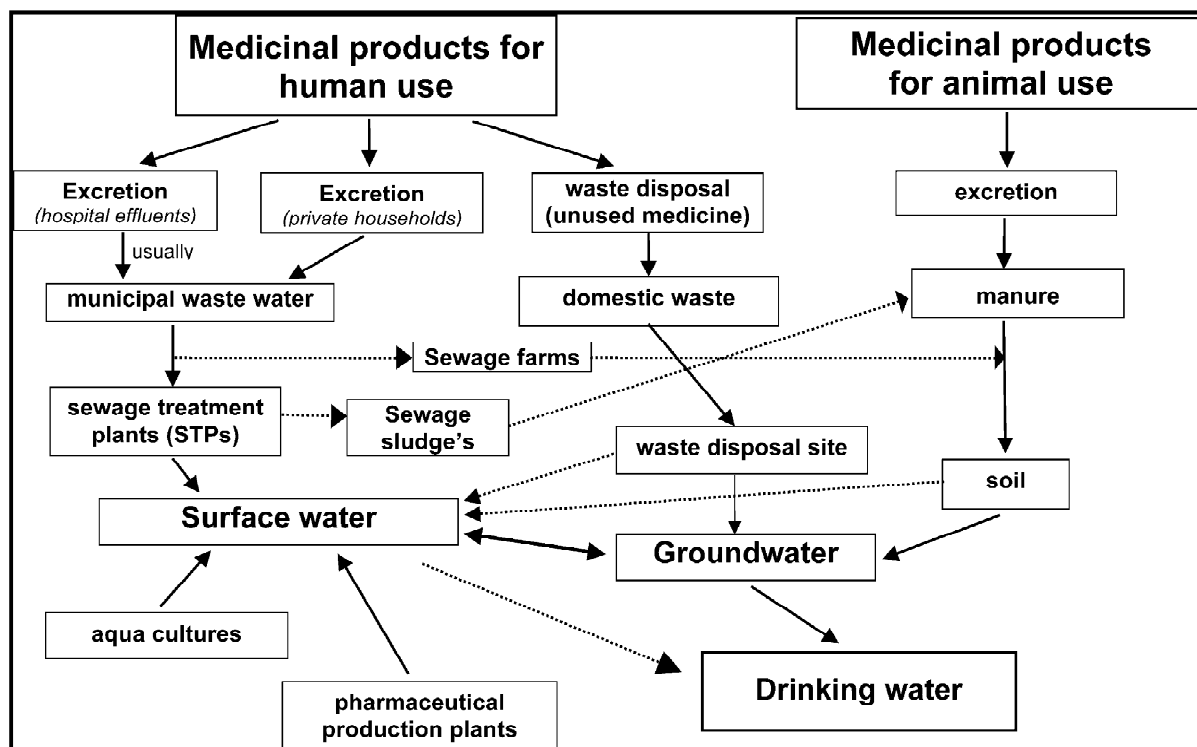 Medicinal products for
human use
Medicinal products
for animal use
Excretion
(hospital effluents)
Excretion
(private households)
waste disposal
(unused medicine)
excretion
usually
municipal waste water
domestic waste
manure
Sewage farms
sewage treatment
plants (STPs)
Sewage
sludge's
waste disposal site
soil
Surface water
Groundwater
aqua cultures
Drinking water
pharmaceutical
production plants